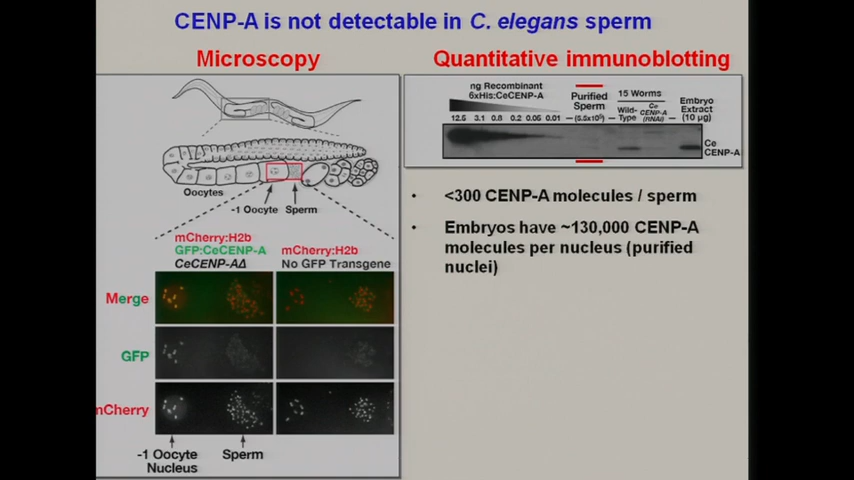 CENP-A is not detectable in C. elegans sperm
Microscopy
Quantitative immunoblotting
Oocytes
-1 Oocyte Sperm
mCherry:H2b
GFP:CeCENP-A
CeCENP-AΔ
mCherry:H2b
No GFP Transgene
Merge
GFP
mCherry
-1 Oocyte
Nucleus
Sperm
ng Recombinant
6xHis:CeCENP-A
12.5 3.1 0.8 0.2 0.05 0.01
Purified
Sperm
15 Worms
Wild-
Type
Ce
CENP-A
(RNAi)
Embryo
Extract
(10 µg)
Ce
CENP-A
• <300 CENP-A molecules / sperm
• Embryos have ~130,000 CENP-A
molecules per nucleus (purified
nuclei)